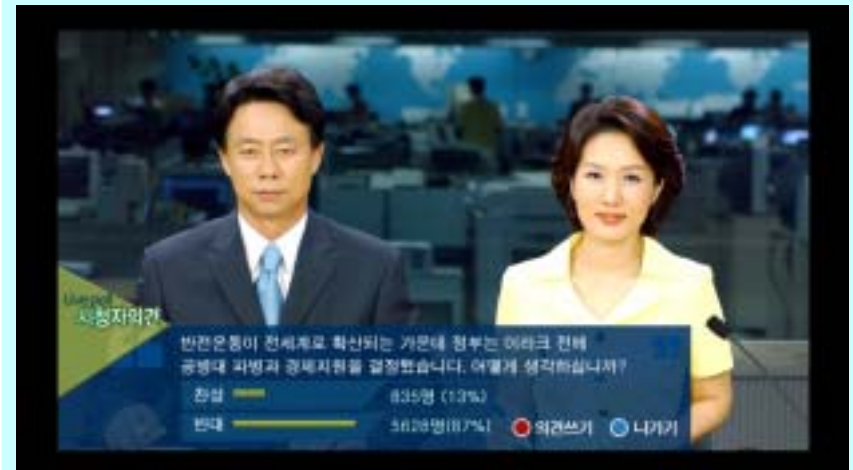 Live poll
시청자의견
반전운동이 전세계로 확산되는 가운데 정부는 이라크 전에
공병대 파병과 경제지원을 결정했습니다. 어떻게 생각하십니까?
찬성 835명 (13%)
반대 5628명(87%) 의견쓰기 나가기